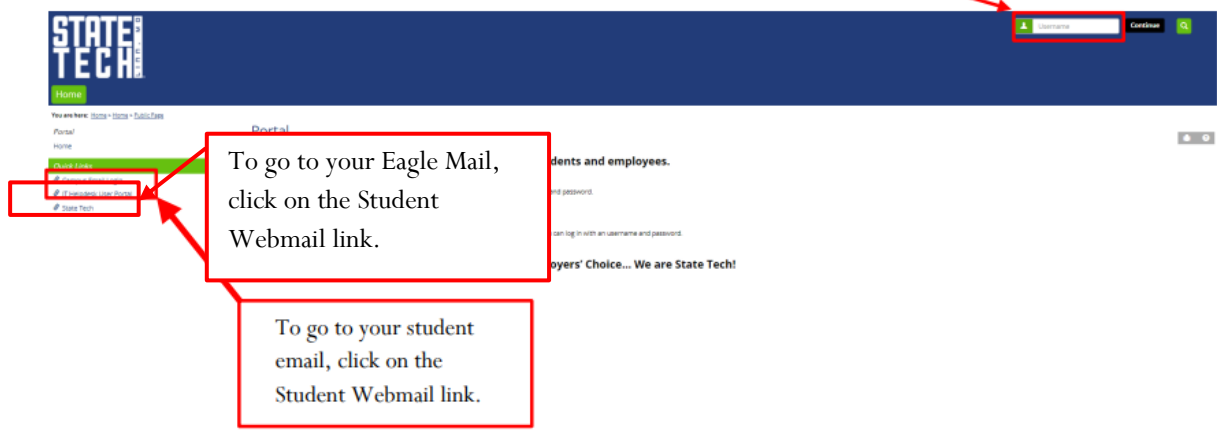 STATE
TECH
Username
Continue
Home
You are here: Home > Home > Public Page
Portal
Home
Quick Links
IT Helpdesk User Portal
State Tech
Portal
dents and employees.
nd password.
can log in with an username and password.
oyers' Choice... We are State Tech!
To go to your Eagle Mail,
click on the Student
Webmail link.
To go to your student
email, click on the
Student Webmail link.